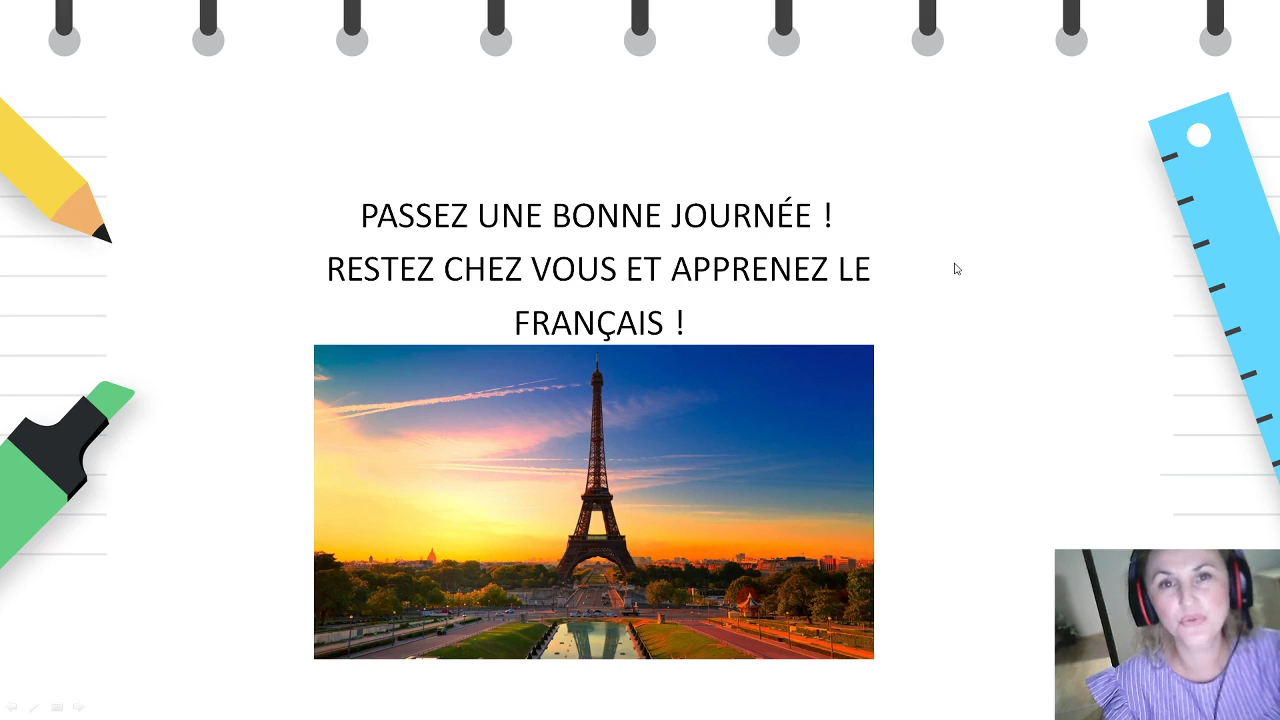 PASSEZ UNE BONNE JOURNÉE !
RESTEZ CHEZ VOUS ET APPRENEZ LE
FRANÇAIS !